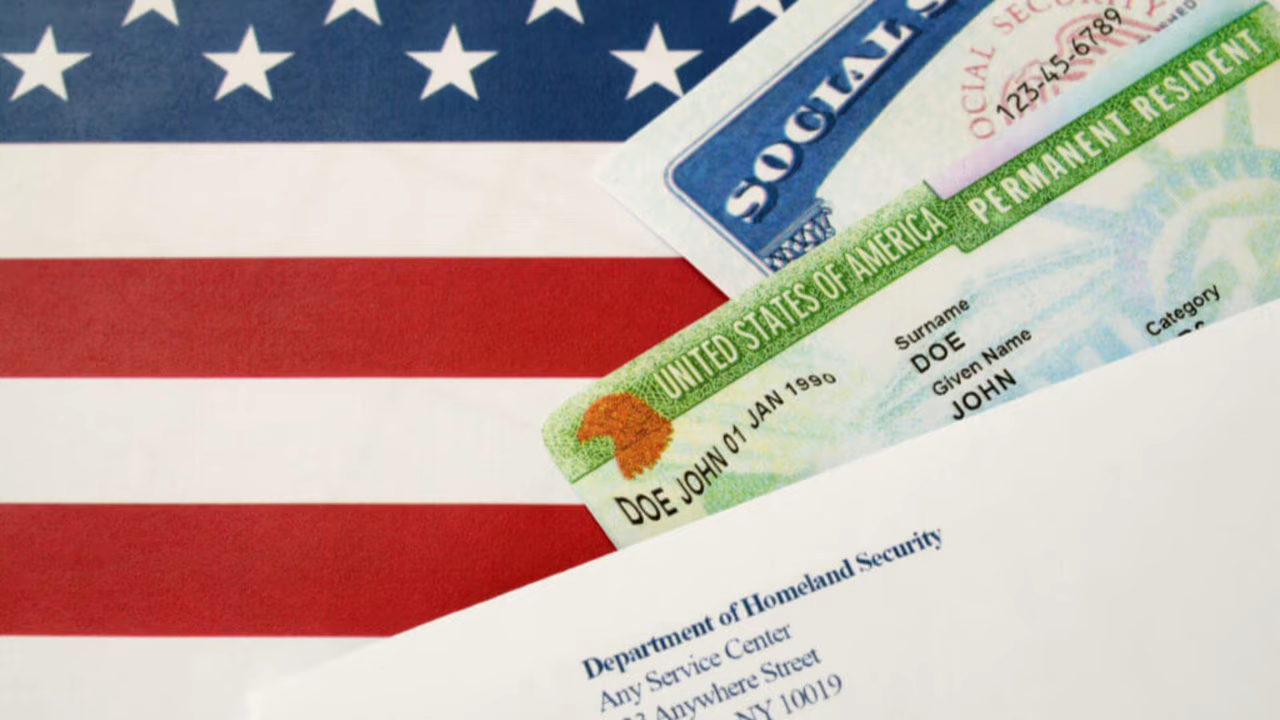 SOCIAL
OCIAL SECURITY
123-45-6789
UNITED STATES OF AMERICA PERMANENT RESIDENT
Surname
DOE
Given Name
JOHN
Category
DOE JOHN 01 JAN 1990
Department of Homeland Security
Any Service Center
Anywhere Street
NY 10019